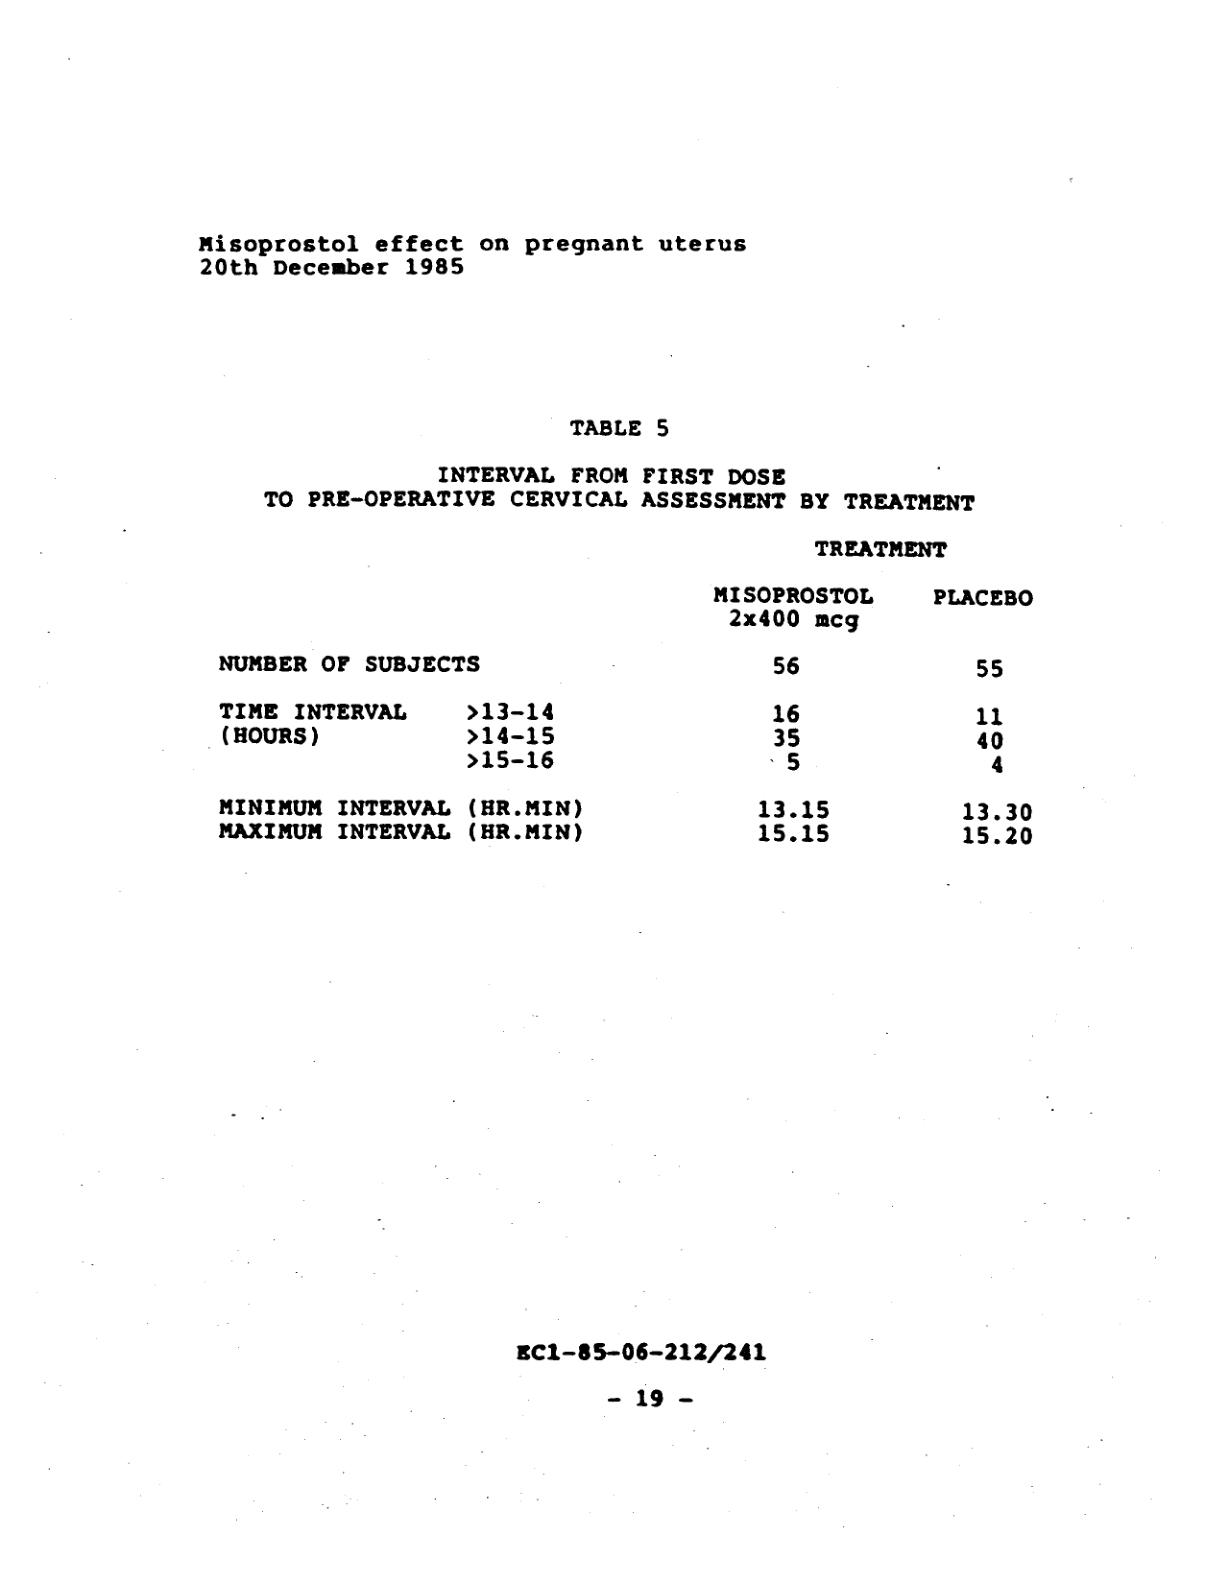 Misoprostol effect on pregnant uterus
20th December 1985
TABLE 5
INTERVAL FROM FIRST DOSE
TO PRE-OPERATIVE CERVICAL ASSESSMENT BY TREATMENT
TREATMENT
MISOPROSTOL PLACEBO
2x400 mcg
NUMBER OF SUBJECTS 56 55
TIME INTERVAL >13-14 16 11
(HOURS) >14-15 35 40
>15-16 5 4
MINIMUM INTERVAL (HR.MIN) 13.15 13.30
MAXIMUM INTERVAL (HR.MIN) 15.15 15.20
EC1-85-06-212/241
- 19 -